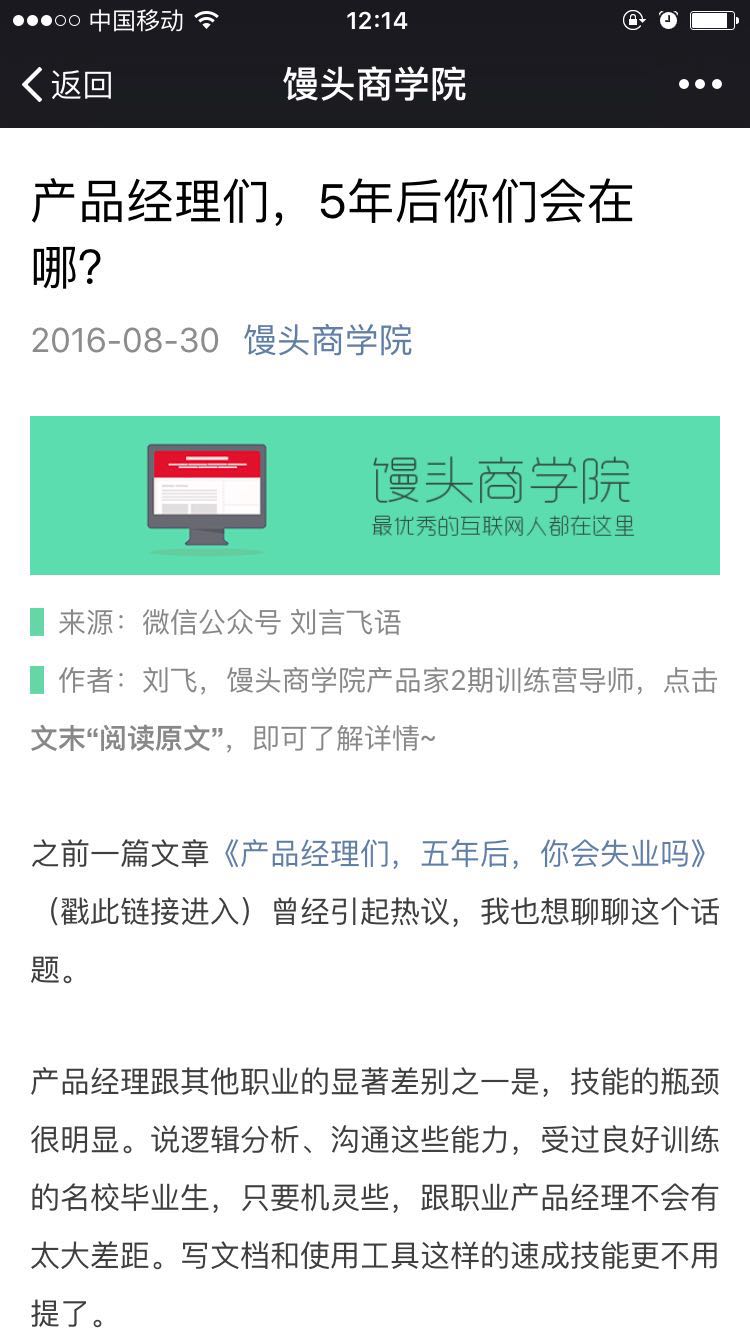 中国移动
12:14
返回
馒头商学院
产品经理们，5年后你们会在
哪？
2016-08-30 馒头商学院
馒头商学院
最优秀的互联网人都在这里
来源：微信公众号 刘言飞语
作者：刘飞，馒头商学院产品家2期训练营导师，点击
文末“阅读原文”，即可了解详情~
之前一篇文章《产品经理们，五年后，你会失业吗》
（戳此链接进入）曾经引起热议，我也想聊聊这个话
题。
产品经理跟其他职业的显著差别之一是，技能的瓶颈
很明显。说逻辑分析、沟通这些能力，受过良好训练
的名校毕业生，只要机灵些，跟职业产品经理不会有
太大差距。写文档和使用工具这样的速成技能更不用
提了。